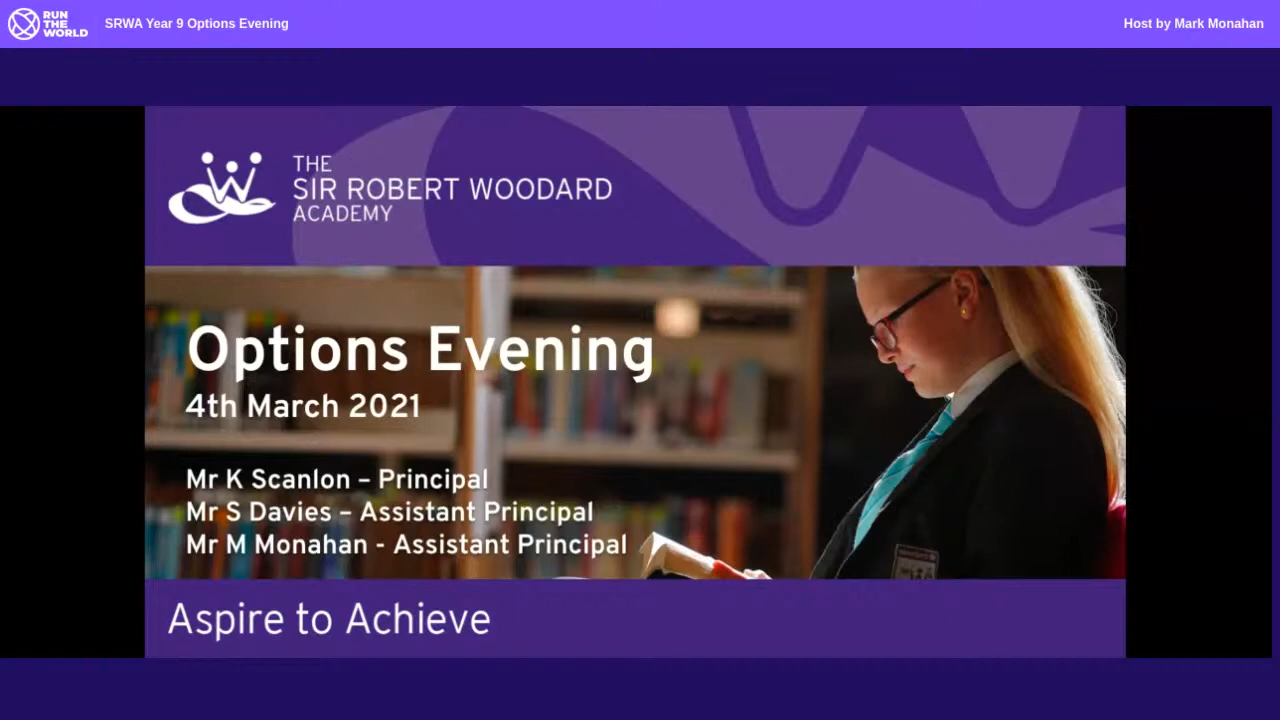 RUN
THE
WORLD
SRWA Year 9 Options Evening
Host by Mark Monahan
THE
SIR ROBERT WOODARD
ACADEMY
Options Evening
4th March 2021
Mr K Scanlon – Principal
Mr S Davies – Assistant Principal
Mr M Monahan - Assistant Principal
Aspire to Achieve